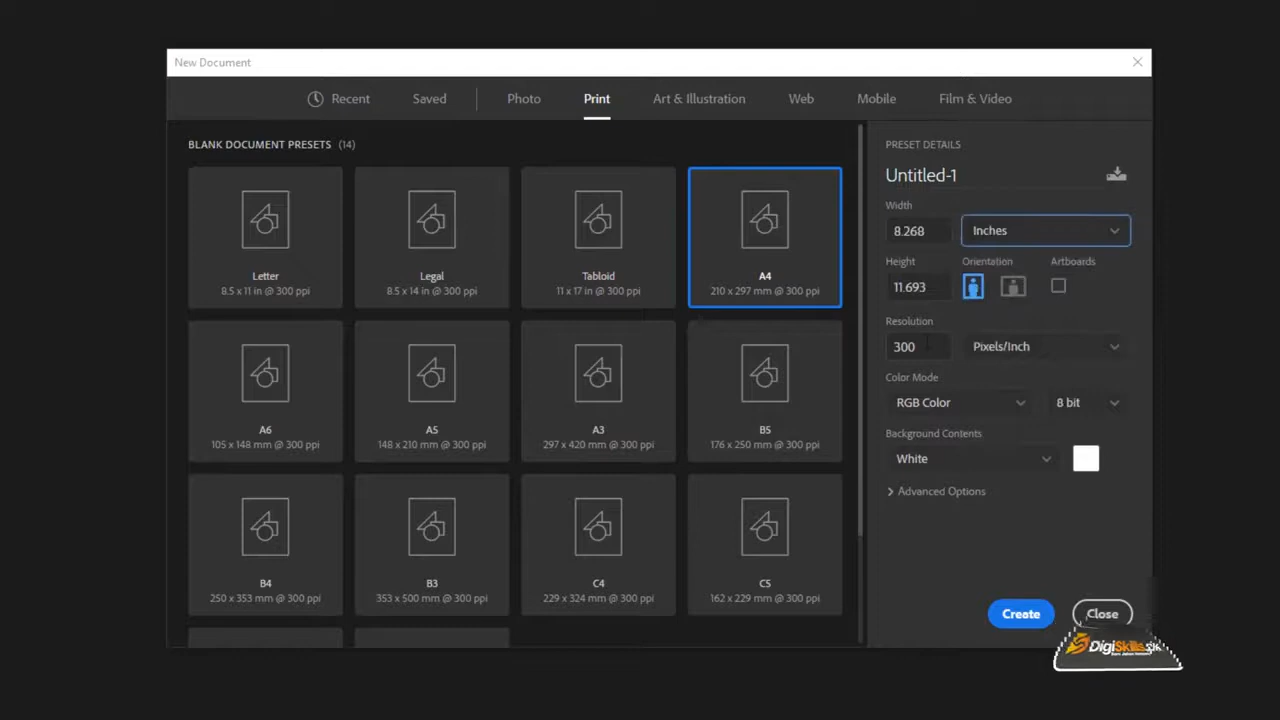 New Document
Recent Saved Photo Print Art & Illustration Web Mobile Film & Video
BLANK DOCUMENT PRESETS (14)
Letter
8.5 x 11 in @ 300 ppi
Legal
8.5 x 14 in @ 300 ppi
Tabloid
11 x 17 in @ 300 ppi
A4
210 x 297 mm @ 300 ppi
A6
105 x 148 mm @ 300 ppi
A5
148 x 210 mm @ 300 ppi
A3
297 x 420 mm @ 300 ppi
B5
176 x 250 mm @ 300 ppi
B4
250 x 353 mm @ 300 ppi
B3
353 x 500 mm @ 300 ppi
C4
229 x 324 mm @ 300 ppi
C5
162 x 229 mm @ 300 ppi
PRESET DETAILS
Untitled-1
Width
8.268 Inches
Height Orientation Artboards
11.693
Resolution
300 Pixels/Inch
Color Mode
RGB Color 8 bit
Background Contents
White
Advanced Options
Create Close
DigiSkills